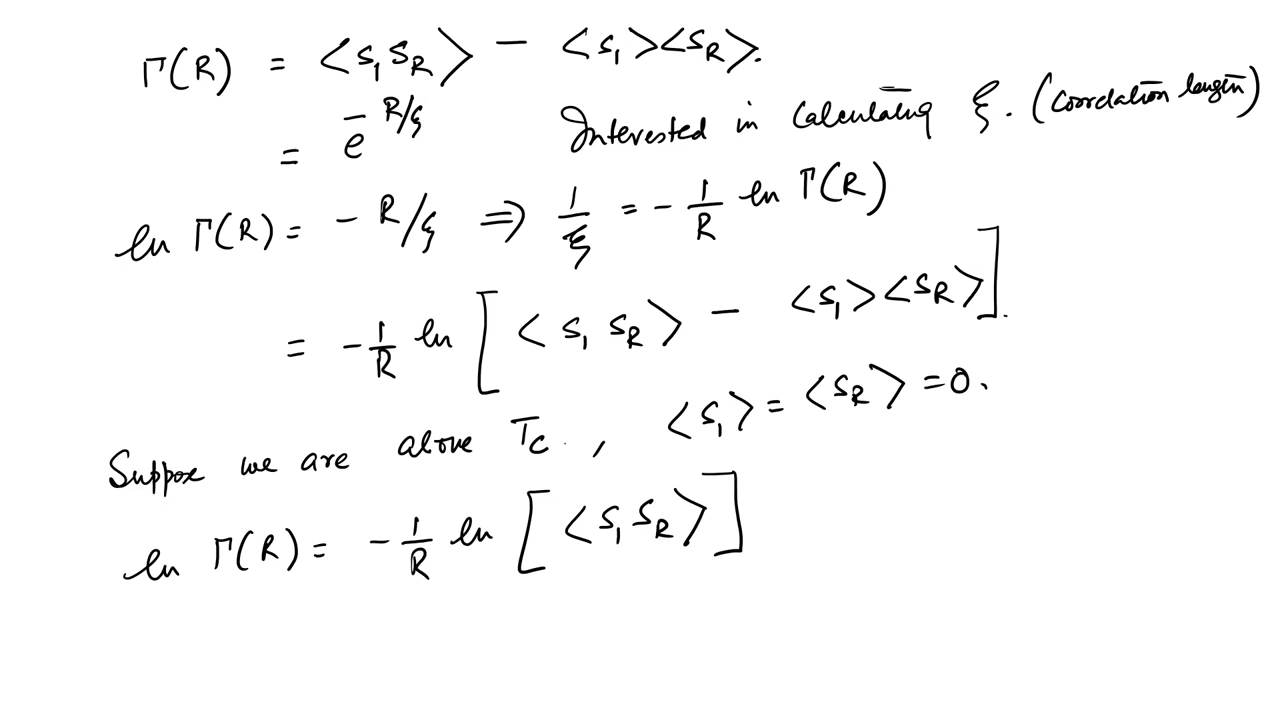 Γ(R) = <S₁ S_R> − <S₁><S_R>.
= e^{−R/ξ} Interested in calculating ξ. (Correlation length)
ln Γ(R) = − R/ξ ⇒ 1/ξ = − 1/R ln Γ(R)
= − 1/R ln [ <S₁ S_R> − <S₁><S_R> ].
Suppose we are above T_c. , <S₁> = <S_R> = 0.
ln Γ(R) = − 1/R ln [ <S₁ S_R> ]